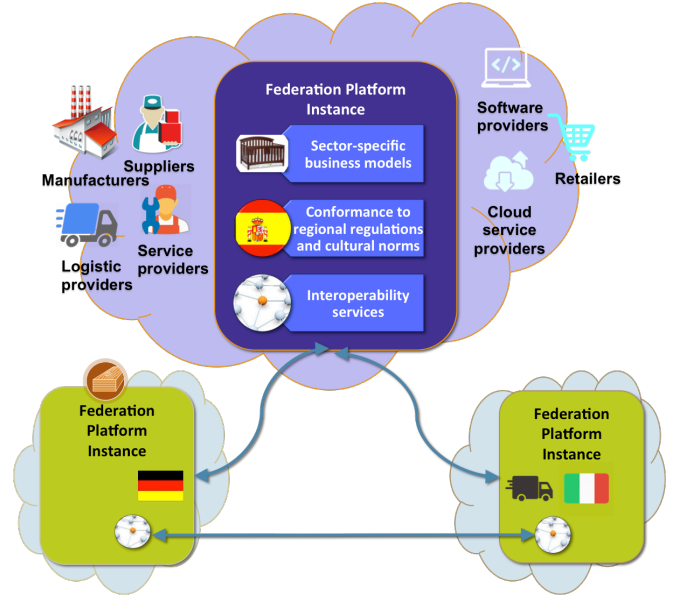 Federation Platform
Instance
Sector-specific
business models
Conformance to
regional regulations
and cultural norms
Interoperability
services
Manufacturers
Suppliers
Logistic
providers
Service
providers
Software
providers
Retailers
Cloud
service
providers
Federation
Platform
Instance
Federation
Platform
Instance